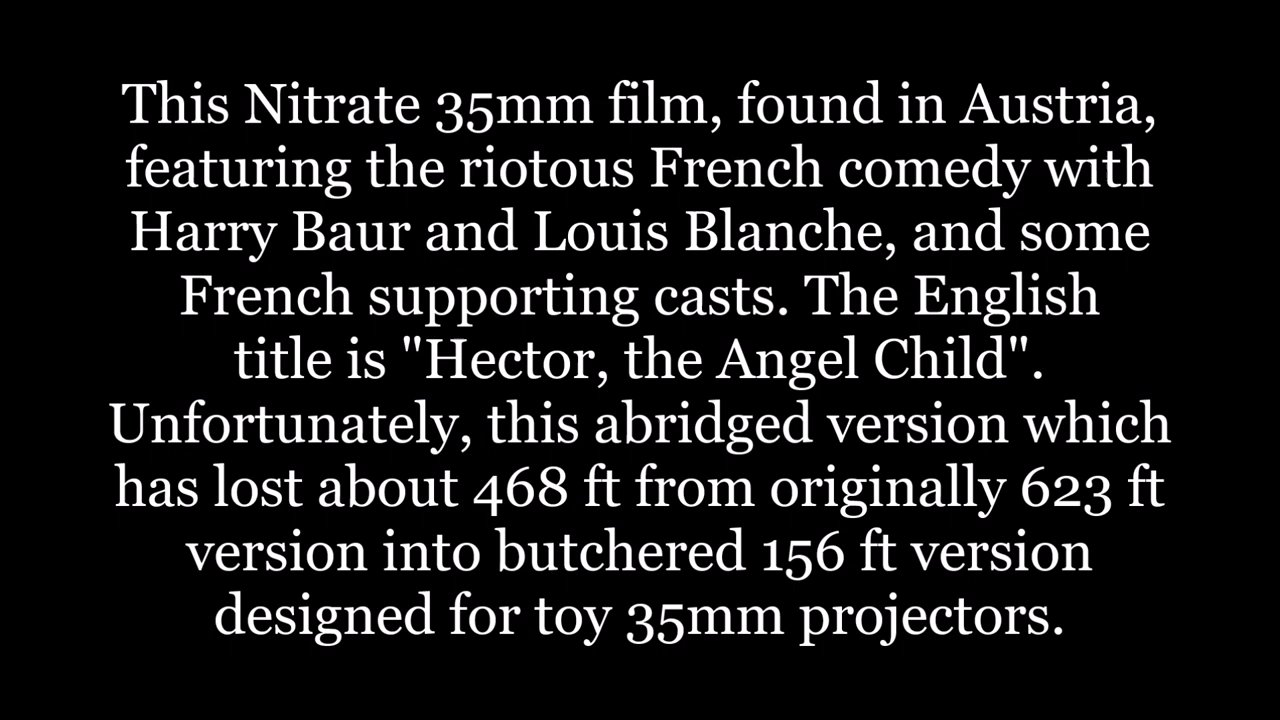 This Nitrate 35mm film, found in Austria,
featuring the riotous French comedy with
Harry Baur and Louis Blanche, and some
French supporting casts. The English
title is "Hector, the Angel Child".
Unfortunately, this abridged version which
has lost about 468 ft from originally 623 ft
version into butchered 156 ft version
designed for toy 35mm projectors.